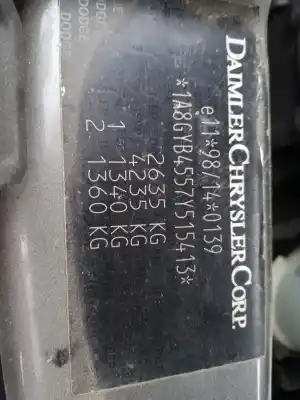 DAIMLERCHRYSLER CORP.
e11*98/14*0139
*1A8GYB4557Y515413*
2635 KG
4235 KG
1 1340 KG
2 1360 KG